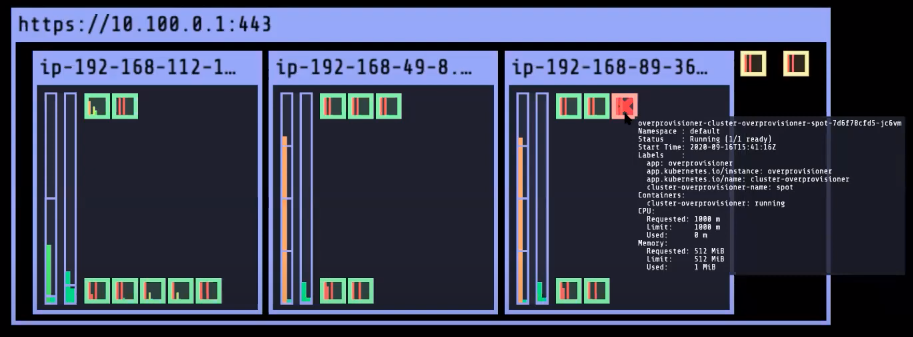 https://10.100.0.1:443
ip-192-168-112-1…
ip-192-168-49-8.…
ip-192-168-89-36…
overprovisioner-cluster-overprovisioner-spot-7d6f78cfd5-jc6vm
Namespace : default
Status : Running (1/1 ready)
Start Time: 2020-09-16T15:41:16Z
Labels :
app: overprovisioner
app.kubernetes.io/instance: overprovisioner
app.kubernetes.io/name: cluster-overprovisioner
cluster-overprovisioner-name: spot
Containers:
cluster-overprovisioner: running
CPU:
Requested: 1000 m
Limit: 1000 m
Used: 0 m
Memory:
Requested: 512 MiB
Limit: 512 MiB
Used: 1 MiB